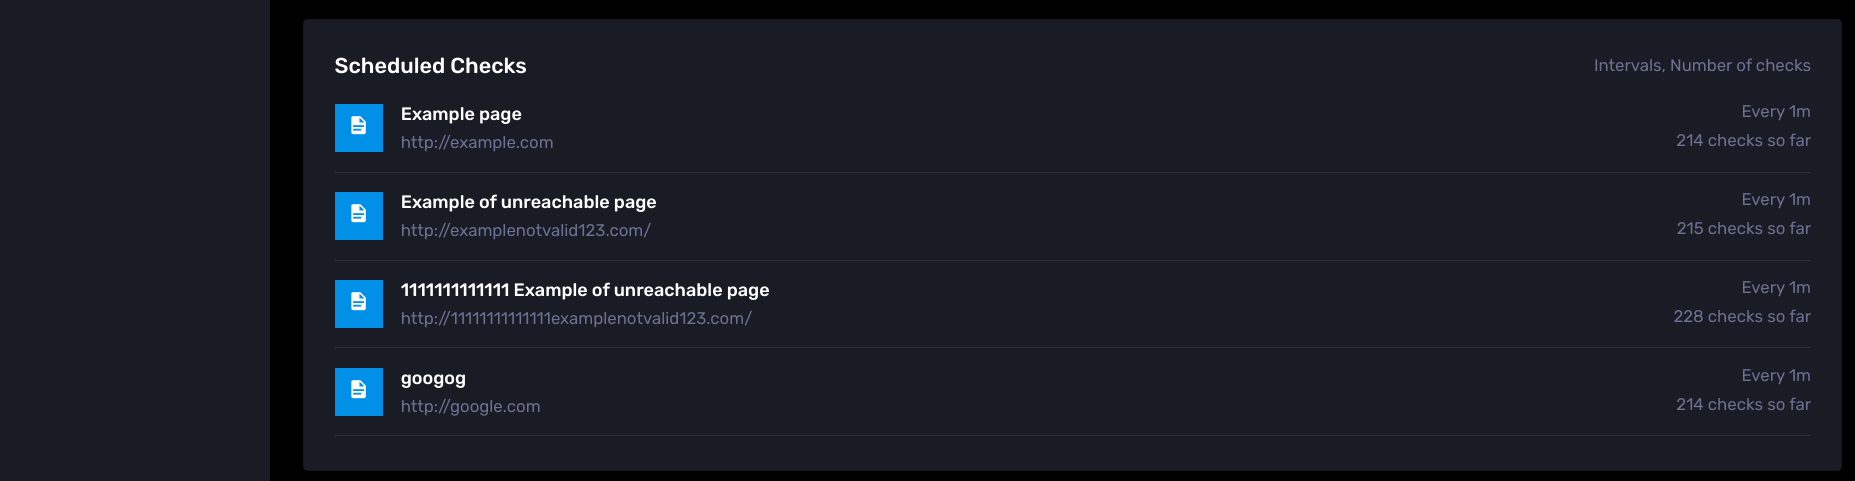 Scheduled Checks
Intervals, Number of checks
Example page
Every 1m
http://example.com
214 checks so far
Example of unreachable page
Every 1m
http://examplenotvalid123.com/
215 checks so far
1111111111111 Example of unreachable page
Every 1m
http://11111111111111examplenotvalid123.com/
228 checks so far
googog
Every 1m
http://google.com
214 checks so far